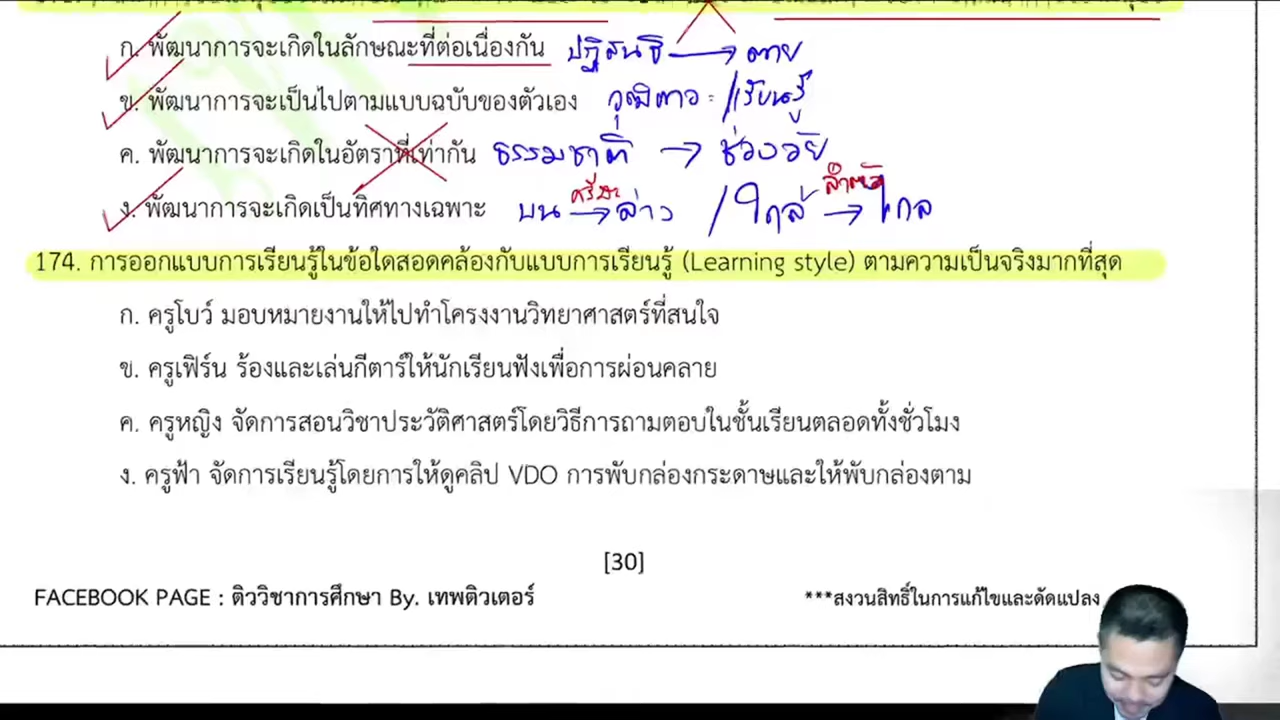 ก. พัฒนาการจะเกิดในลักษณะที่ต่อเนื่องกัน ปฏิสนธิ → ตาย
ข. พัฒนาการจะเป็นไปตามแบบฉบับของตัวเอง วุฒิภาวะ /เรียนรู้
ค. พัฒนาการจะเกิดในอัตราที่เท่ากัน ธรรมชาติ → ช่วงวัย
ง. พัฒนาการจะเกิดเป็นทิศทางเฉพาะ บน → ล่าง / ใกล้ → ไกล
174. การออกแบบการเรียนรู้ในข้อใดสอดคล้องกับแบบการเรียนรู้ (Learning style) ตามความเป็นจริงมากที่สุด
ก. ครูโบว์ มอบหมายงานให้ไปทำโครงงานวิทยาศาสตร์ที่สนใจ
ข. ครูเฟิร์น ร้องและเล่นกีตาร์ให้นักเรียนฟังเพื่อการผ่อนคลาย
ค. ครูหญิง จัดการสอนวิชาประวัติศาสตร์โดยวิธีการถามตอบในชั้นเรียนตลอดทั้งชั่วโมง
ง. ครูฟ้า จัดการเรียนรู้โดยการให้ดูคลิป VDO การพับกล่องกระดาษและให้พับกล่องตาม
[30]
FACEBOOK PAGE : ติววิชาการศึกษา By. เทพติวเตอร์ ***สงวนสิทธิ์ในการแก้ไขและดัดแปลง